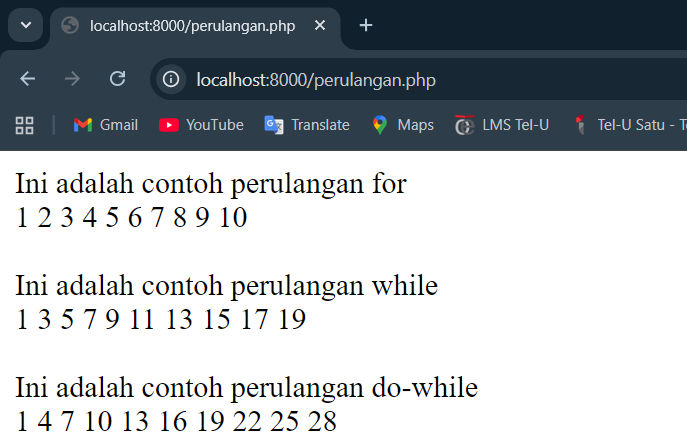 localhost:8000/perulangan.php
localhost:8000/perulangan.php
Gmail YouTube Translate Maps LMS Tel-U Tel-U Satu - T
Ini adalah contoh perulangan for
1 2 3 4 5 6 7 8 9 10
Ini adalah contoh perulangan while
1 3 5 7 9 11 13 15 17 19
Ini adalah contoh perulangan do-while
1 4 7 10 13 16 19 22 25 28